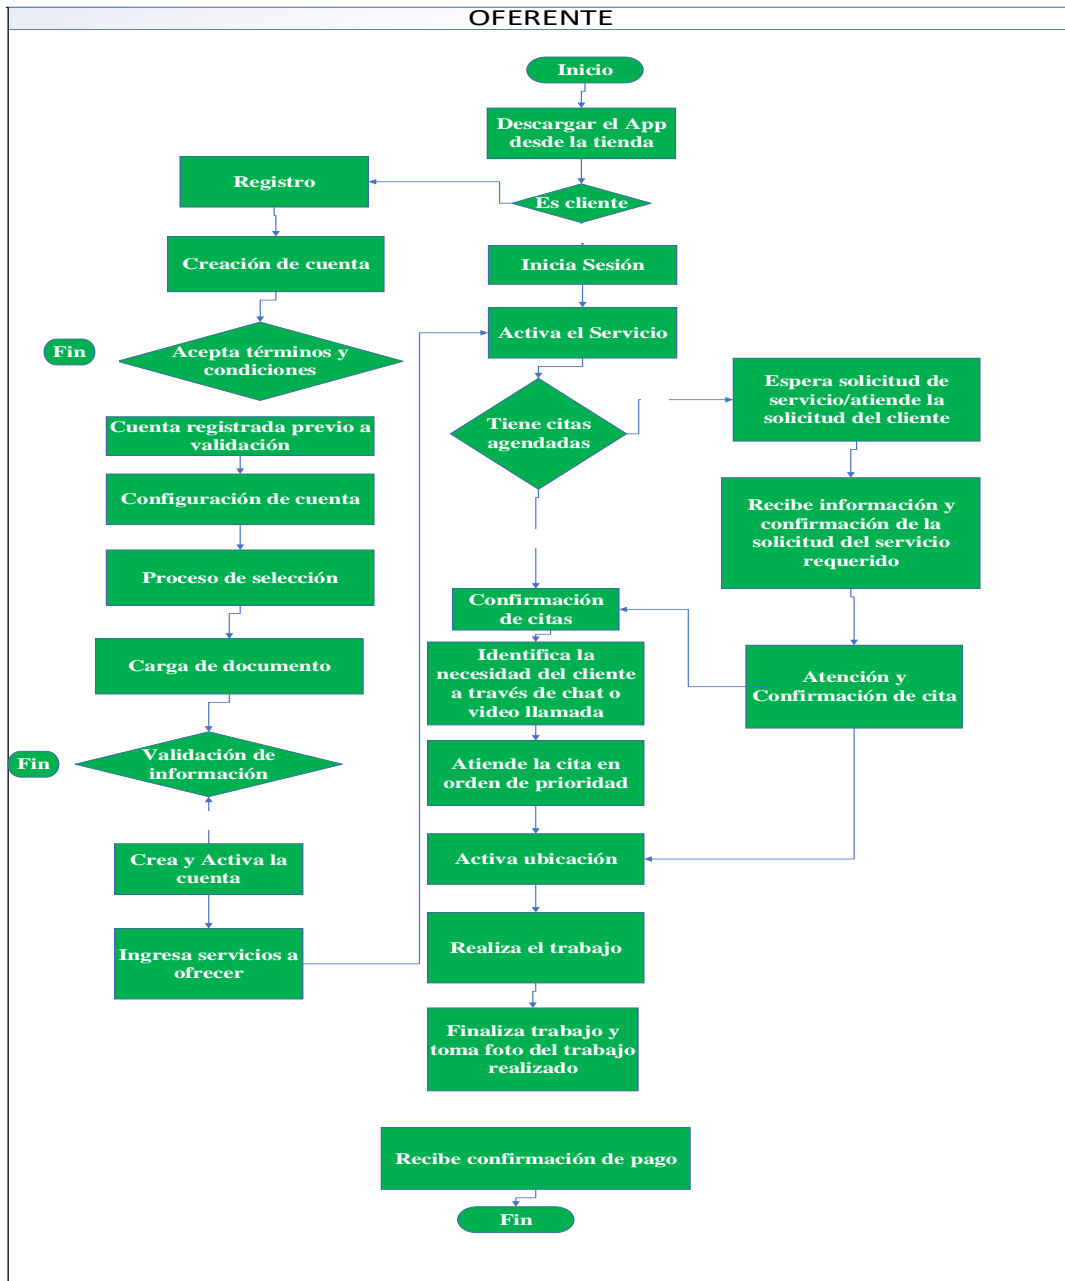 OFERENTE
Inicio
Descargar el App
desde la tienda
Es cliente
Registro
Creación de cuenta
Acepta términos y
condiciones
Fin
Cuenta registrada previo a
validación
Configuración de cuenta
Proceso de selección
Carga de documento
Validación de
información
Fin
Crea y Activa la
cuenta
Ingresa servicios a
ofrecer
Inicia Sesión
Activa el Servicio
Tiene citas
agendadas
Espera solicitud de
servicio/atiende la
solicitud del cliente
Recibe información y
confirmación de la
solicitud del servicio
requerido
Atención y
Confirmación de cita
Confirmación
de citas
Identifica la
necesidad del cliente
a través de chat o
video llamada
Atiende la cita en
orden de prioridad
Activa ubicación
Realiza el trabajo
Finaliza trabajo y
toma foto del trabajo
realizado
Recibe confirmación de pago
Fin